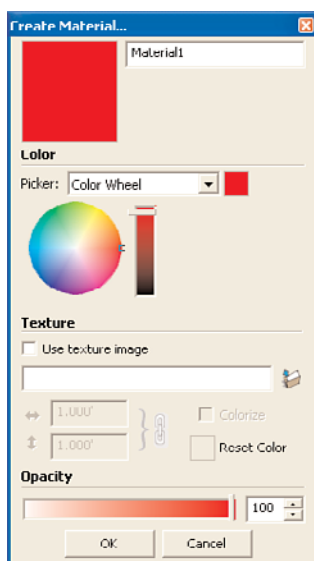 Create Material...
Material1
Color
Picker: Color Wheel
Texture
Use texture image
1.000'
Colorize
1.000'
Reset Color
Opacity
100
OK Cancel